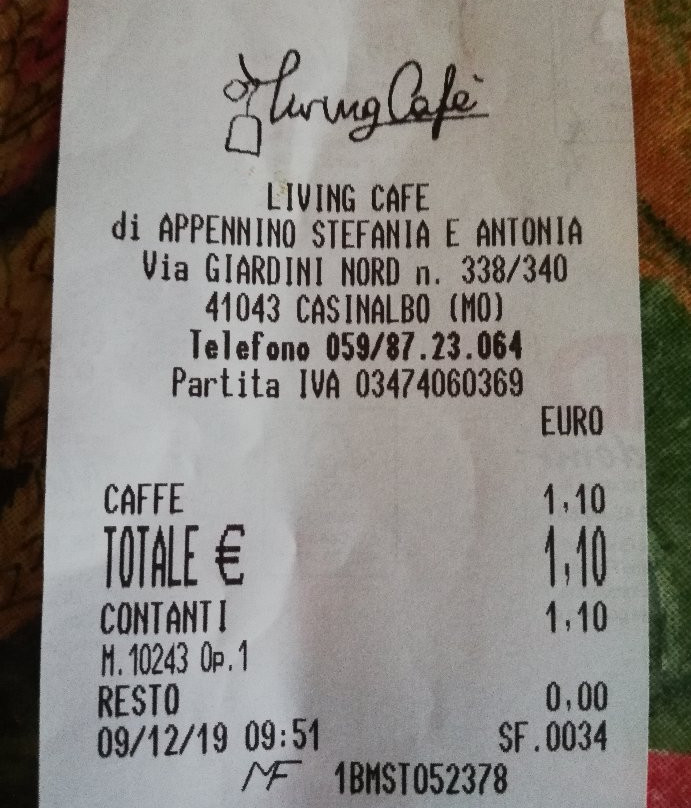 Living Cafè
LIVING CAFE
di APPENNINO STEFANIA E ANTONIA
Via GIARDINI NORD n. 338/340
41043 CASINALBO (MO)
Telefono 059/87.23.064
Partita IVA 03474060369
EURO
CAFFE 1,10
TOTALE € 1,10
CONTANTI 1,10
M.10243 Op.1
RESTO 0,00
09/12/19 09:51 SF.0034
MF 1BMST052378